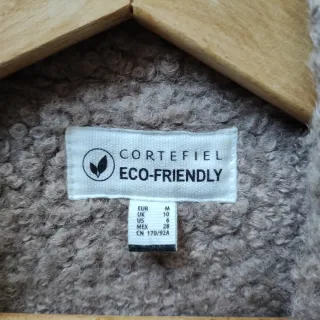 CORTEFIEL
ECO-FRIENDLY
EUR M
UK 10
US 6
MEX 28
CN 170/92A